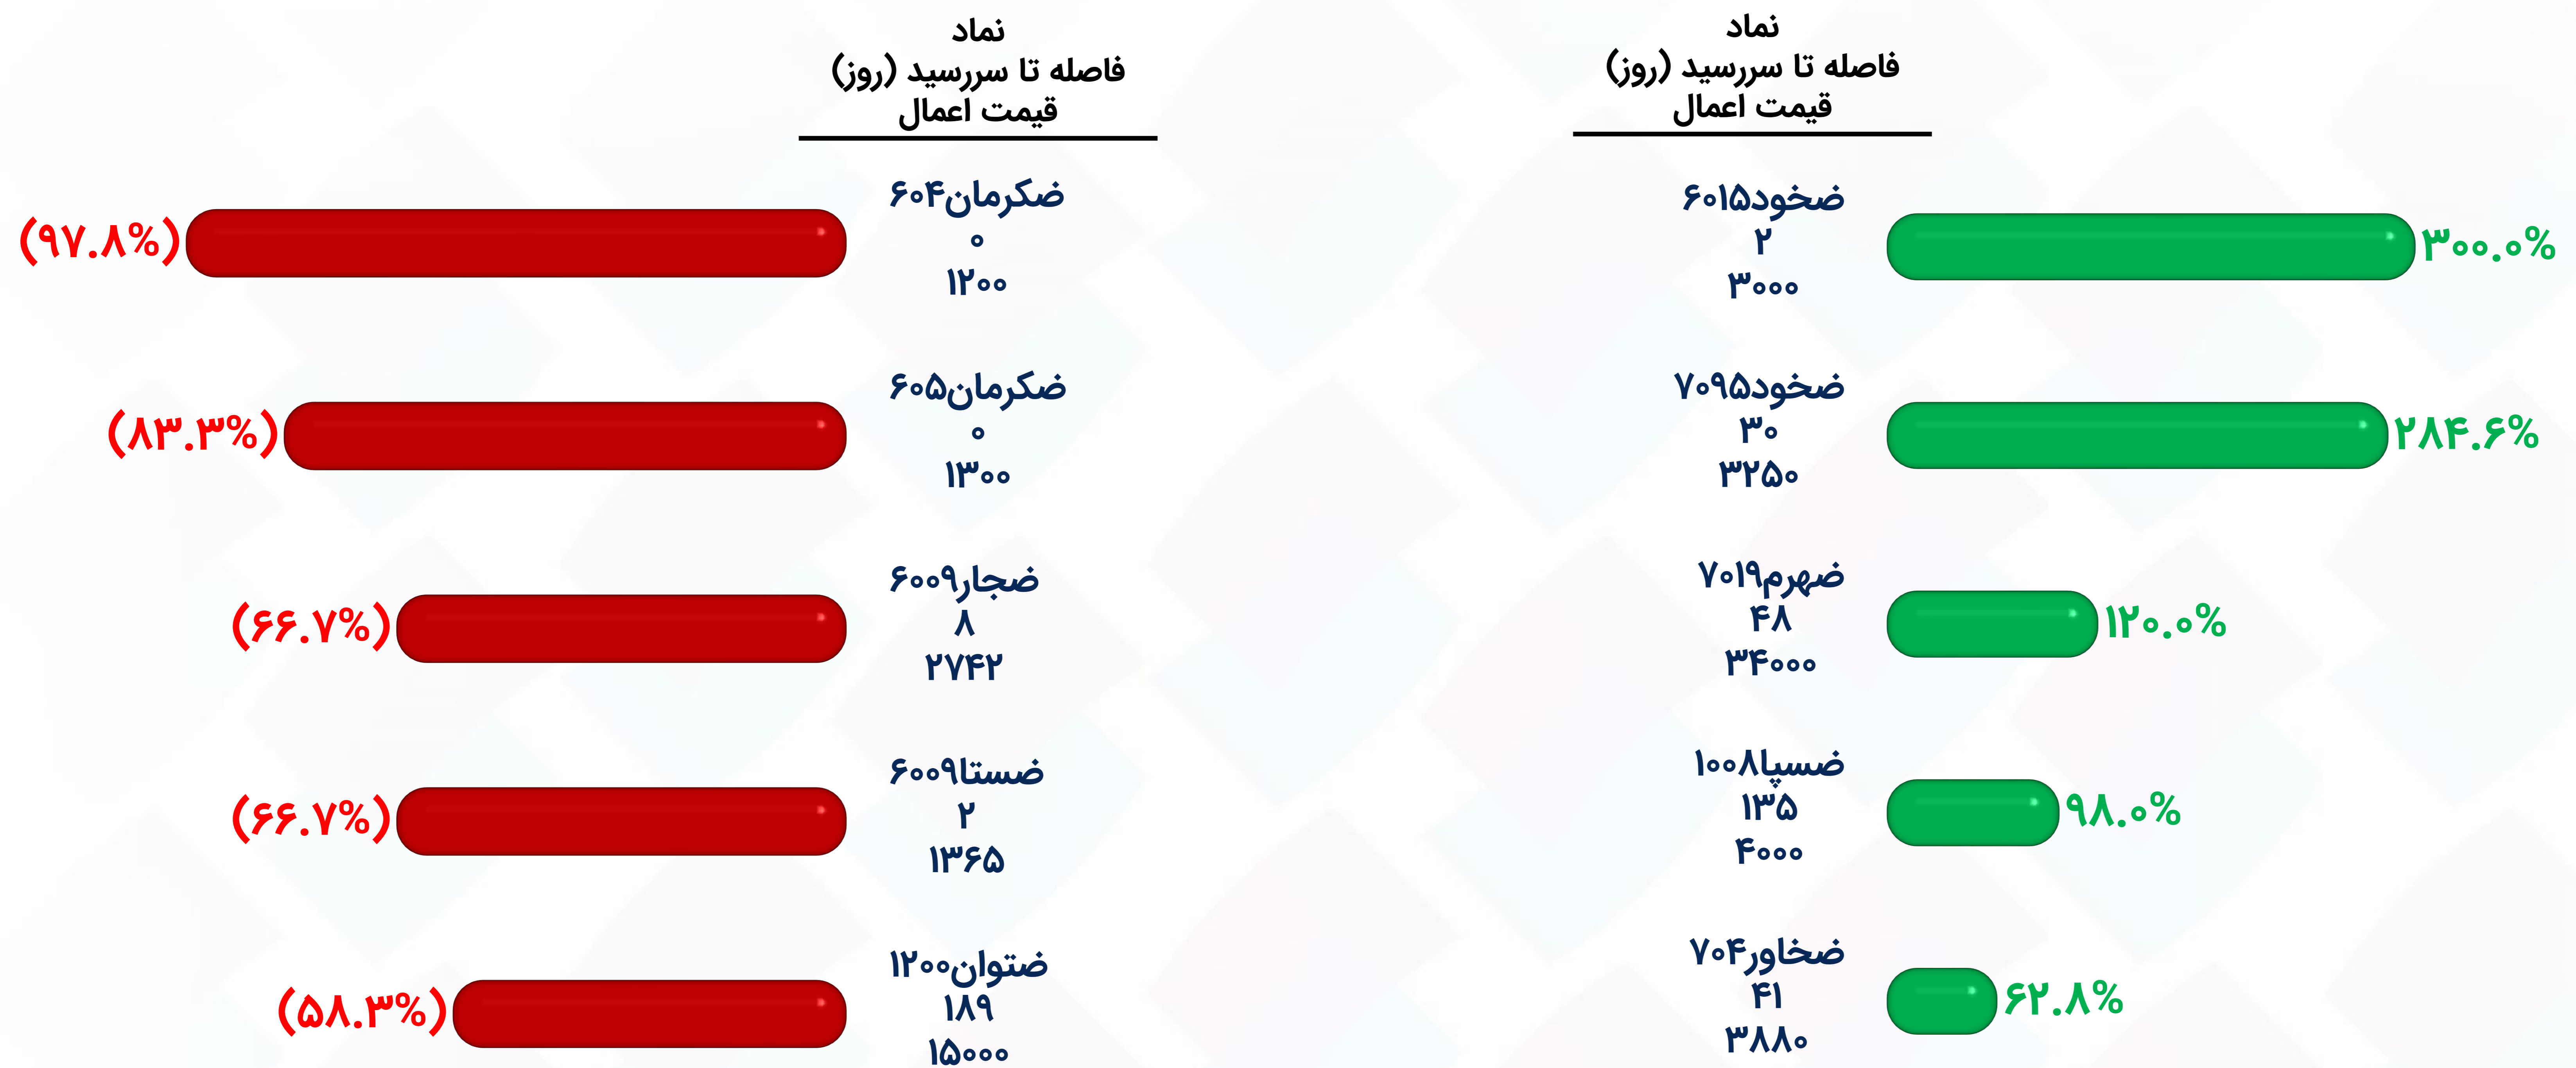 نماد
فاصله تا سررسید (روز)
قیمت اعمال
ضخود۶۰۱۵
۲
۳۰۰۰
۳۰۰.۰%
ضخود۷۰۹۵
۳۰
۳۲۵۰
۲۸۴.۶%
ضهرم۷۰۱۹
۴۸
۳۴۰۰۰
۱۲۰.۰%
ضسپا۱۰۰۸
۱۳۵
۴۰۰۰
۹۸.۰%
ضخاور۷۰۴
۴۱
۳۸۸۰
۶۲.۸%
نماد
فاصله تا سررسید (روز)
قیمت اعمال
ضکرمان۶۰۴
۰
۱۲۰۰
(۹۷.۸%)
ضکرمان۶۰۵
۰
۱۳۰۰
(۸۳.۳%)
ضجار۶۰۰۹
۸
۲۷۴۲
(۶۶.۷%)
ضستا۶۰۰۹
۲
۱۳۶۵
(۶۶.۷%)
ضتوان۱۲۰۰
۱۸۹
۱۵۰۰۰
(۵۸.۳%)